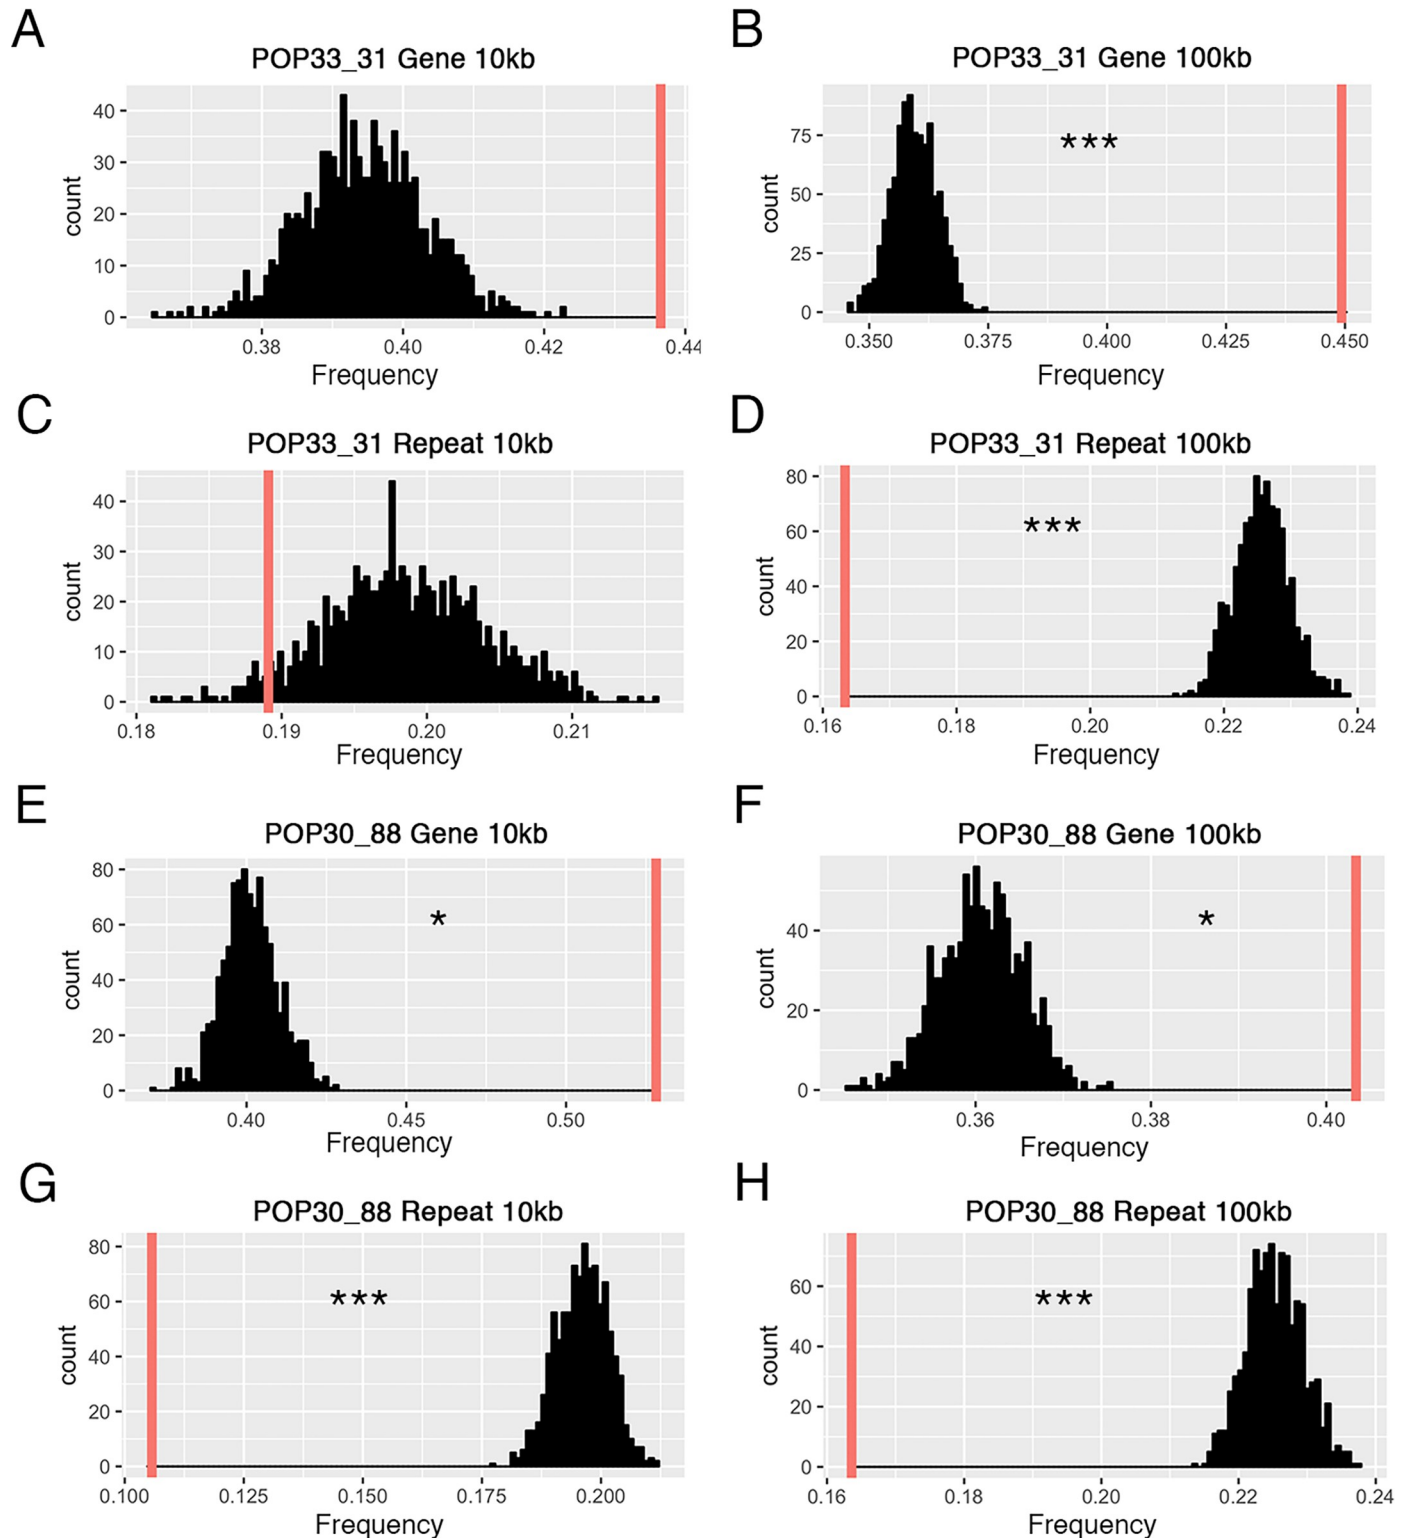 A
POP33_31 Gene 10kb
count
40
30
20
10
0
0.38 0.40 0.42 0.44
Frequency
B
POP33_31 Gene 100kb
count
75
50
25
0
***
0.350 0.375 0.400 0.425 0.450
Frequency
C
POP33_31 Repeat 10kb
count
40
30
20
10
0
0.18 0.19 0.20 0.21
Frequency
D
POP33_31 Repeat 100kb
count
80
60
40
20
0
***
0.16 0.18 0.20 0.22 0.24
Frequency
E
POP30_88 Gene 10kb
count
80
60
40
20
0
*
0.40 0.45 0.50
Frequency
F
POP30_88 Gene 100kb
count
40
20
0
*
0.36 0.38 0.40
Frequency
G
POP30_88 Repeat 10kb
count
80
60
40
20
0
***
0.100 0.125 0.150 0.175 0.200
Frequency
H
POP30_88 Repeat 100kb
count
60
40
20
0
***
0.16 0.18 0.20 0.22 0.24
Frequency